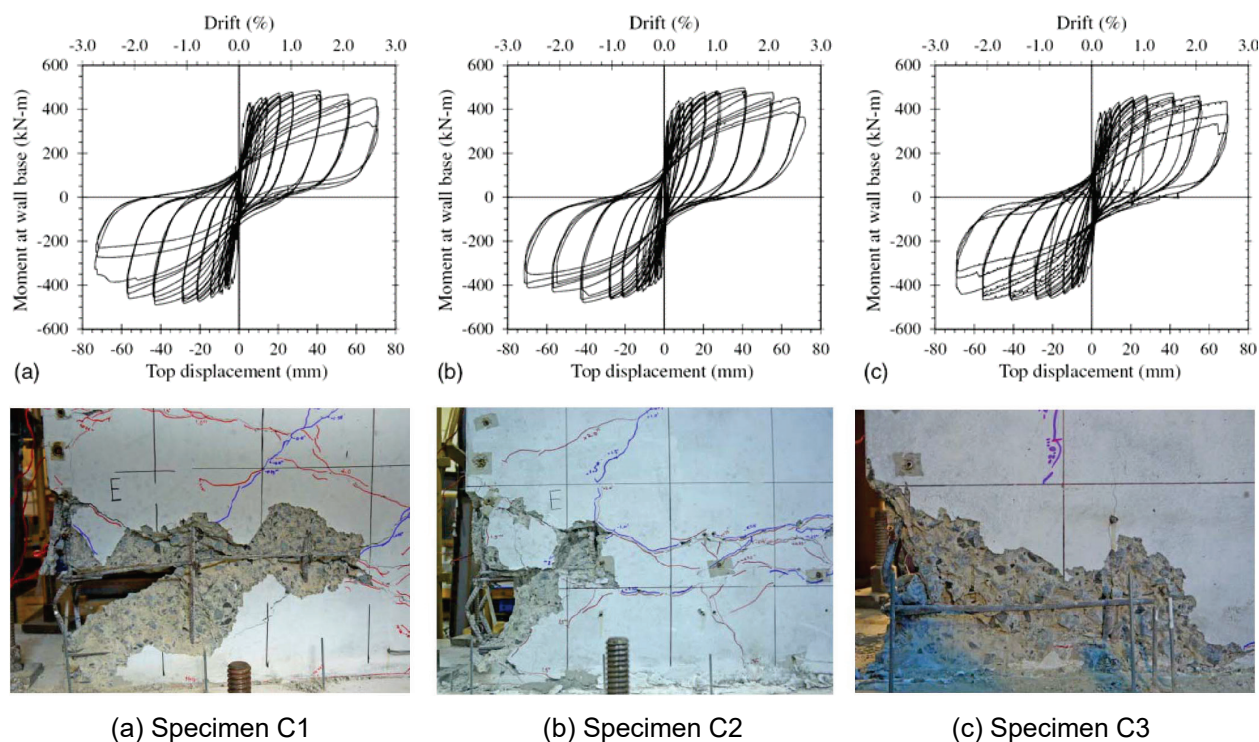 Drift (%)
-3.0 -2.0 -1.0 0.0 1.0 2.0 3.0
600
400
200
0
-200
-400
-600
Moment at wall base (kN-m)
-80 -60 -40 -20 0 20 40 60 80
(a) Top displacement (mm)
Drift (%)
-3.0 -2.0 -1.0 0.0 1.0 2.0 3.0
600
400
200
0
-200
-400
-600
Moment at wall base (kN-m)
-80 -60 -40 -20 0 20 40 60 80
(b) Top displacement (mm)
Drift (%)
-3.0 -2.0 -1.0 0.0 1.0 2.0 3.0
600
400
200
0
-200
-400
-600
Moment at wall base (kN-m)
-80 -60 -40 -20 0 20 40 60 80
(c) Top displacement (mm)
E
E
(a) Specimen C1
(b) Specimen C2
(c) Specimen C3